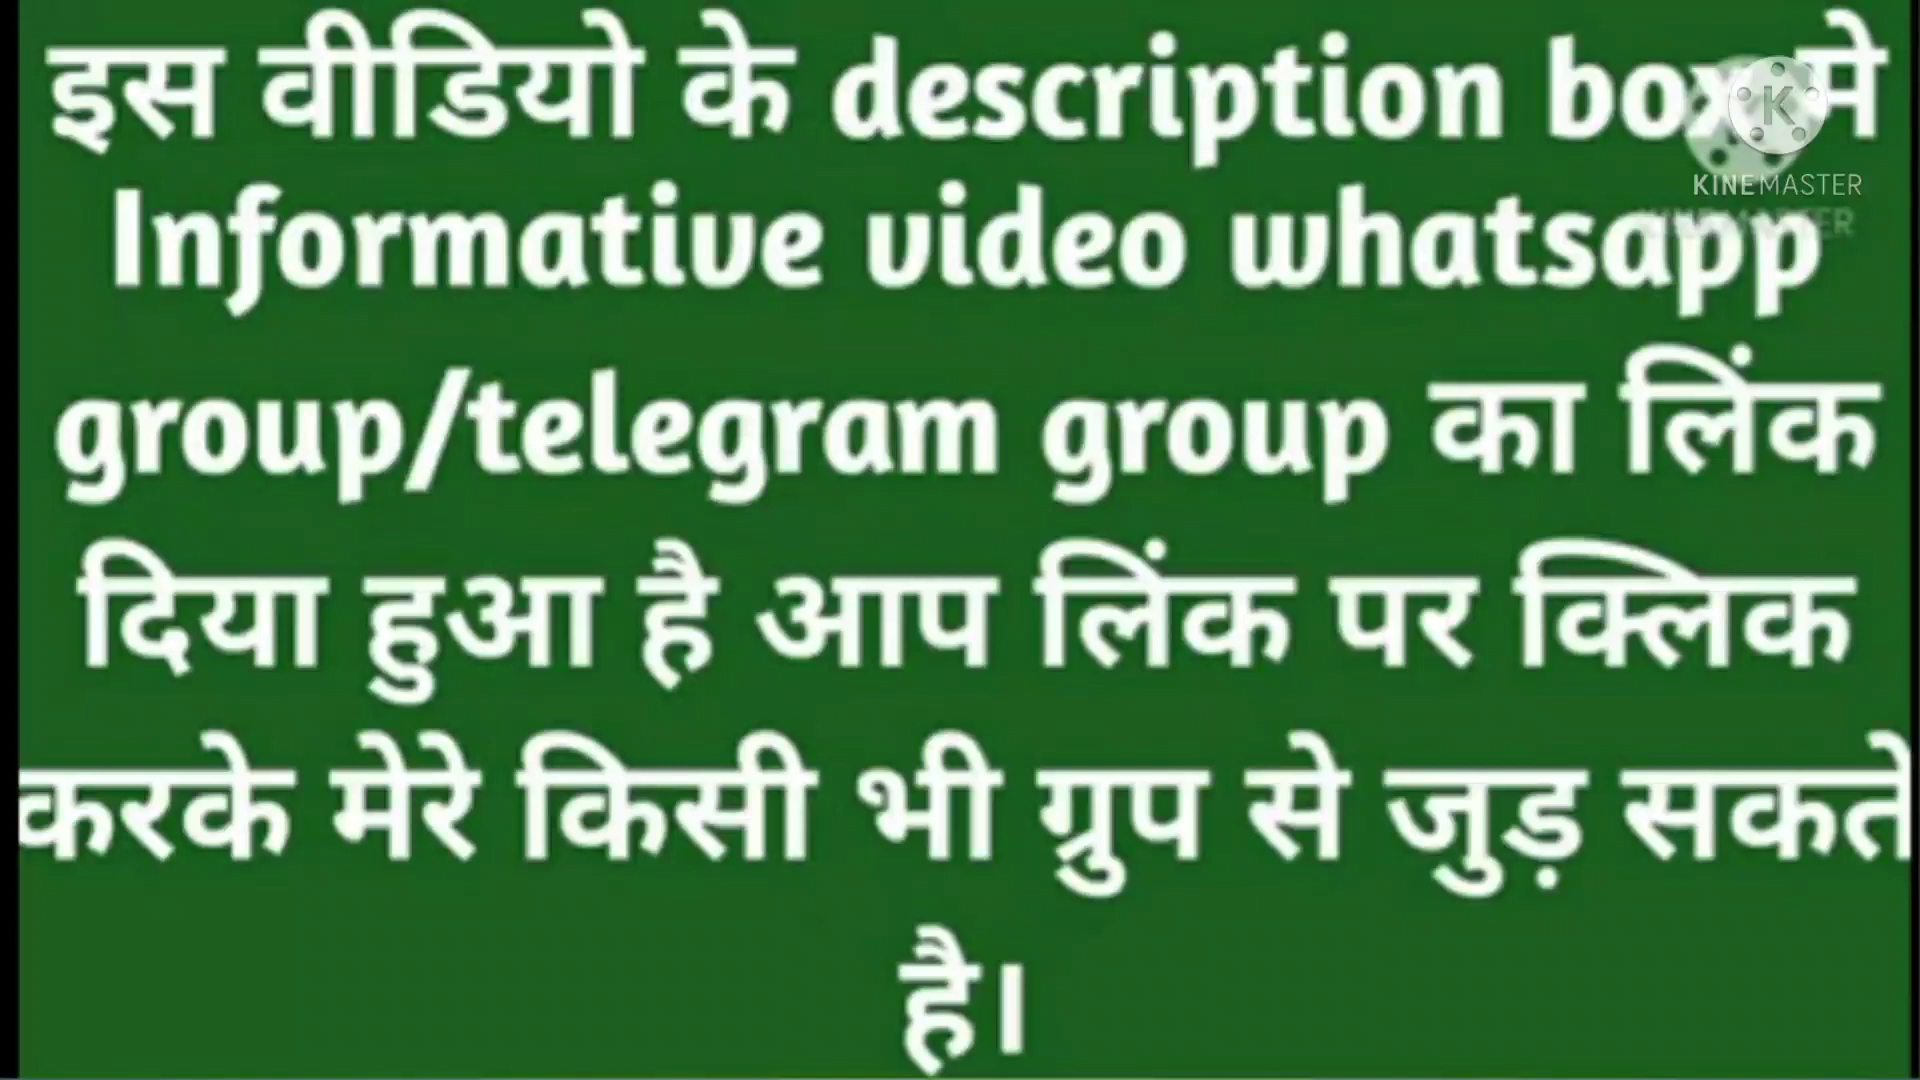 इस वीडियो के description box मे
KINEMASTER
Informative video whatsapp
group/telegram group का लिंक
दिया हुआ है आप लिंक पर क्लिक
करके मेरे किसी भी ग्रुप से जुड़ सकते
है।